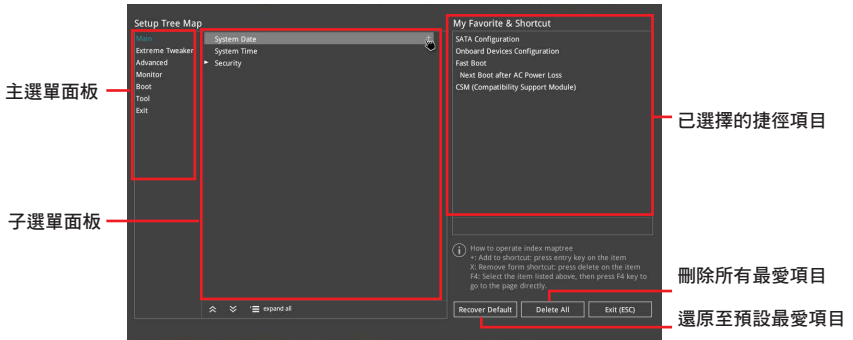 Setup Tree Map
Main
Extreme Tweaker
Advanced
Monitor
Boot
Tool
Exit
System Date
System Time
Security
expand all
My Favorite & Shortcut
SATA Configuration
Onboard Devices Configuration
Fast Boot
Next Boot after AC Power Loss
CSM (Compatibility Support Module)
How to operate index maptree
+: Add to shortcut: press entry key on the item
X: Remove form shortcut: press delete on the item
F4: Select the item listed above, then press F4 key to
go to the page directly.
Recover Default
Delete All
Exit (ESC)
主選單面板
子選單面板
已選擇的捷徑項目
刪除所有最愛項目
還原至預設最愛項目